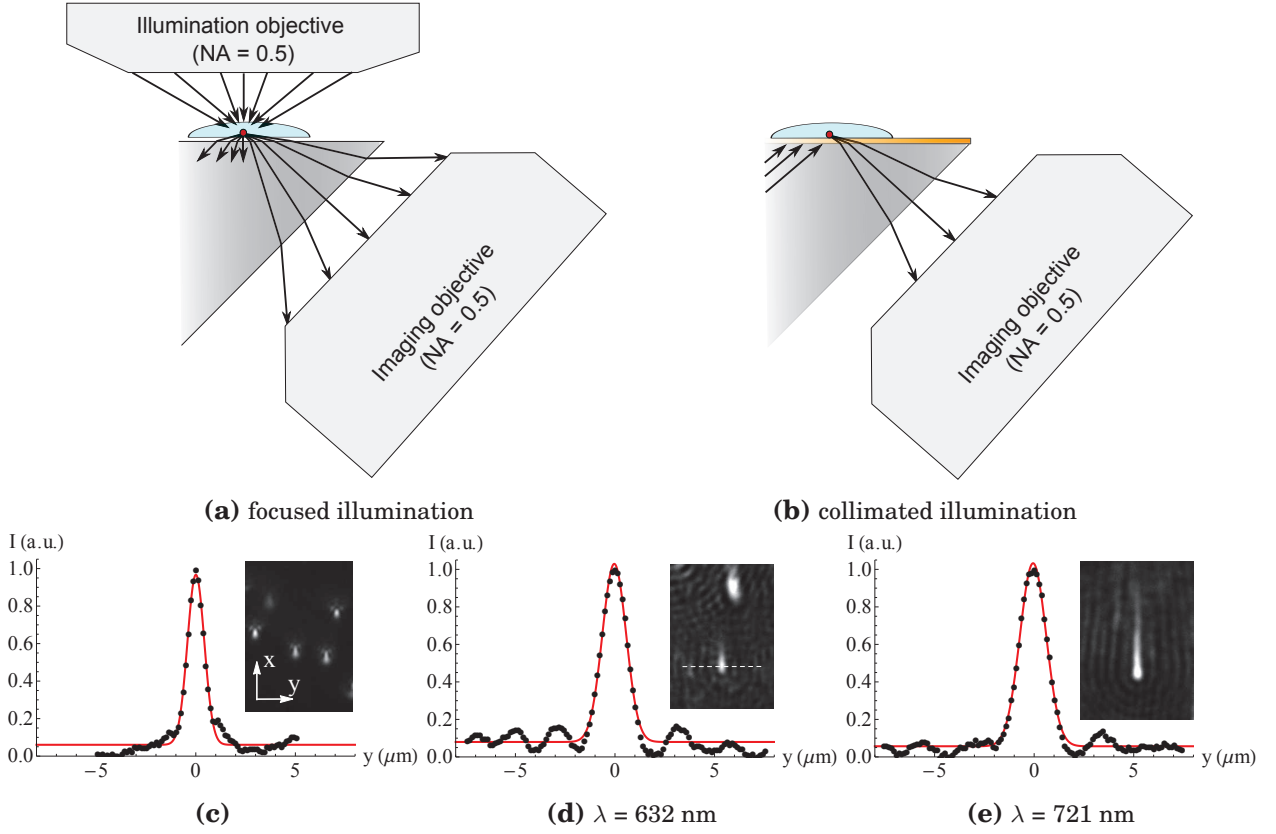 Illumination objective
(NA = 0.5)
Imaging objective
(NA = 0.5)
Imaging objective
(NA = 0.5)
(a) focused illumination
(b) collimated illumination
I (a.u.)
1.0
0.8
0.6
0.4
0.2
0.0
−5
0
5
y (μm)
x
y
I (a.u.)
1.0
0.8
0.6
0.4
0.2
0.0
−5
0
5
y (μm)
I (a.u.)
1.0
0.8
0.6
0.4
0.2
0.0
−5
0
5
y (μm)
(c)
(d) λ = 632 nm
(e) λ = 721 nm